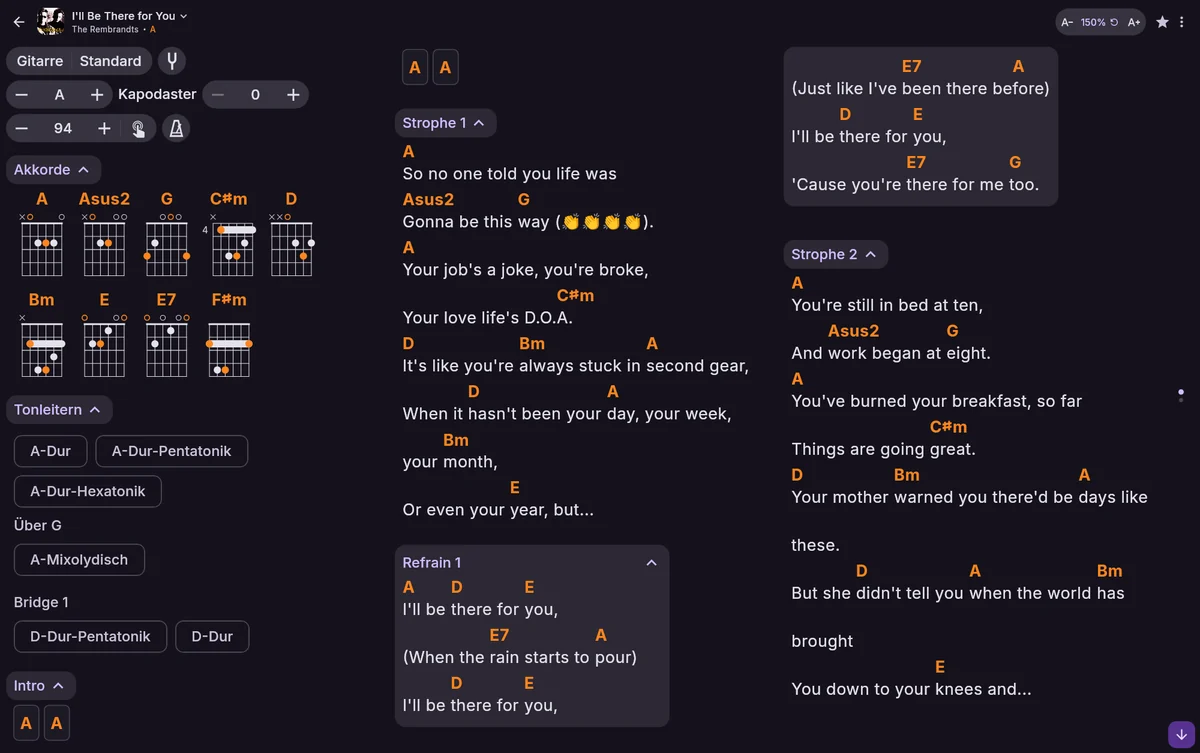 I'll Be There for You
The Rembrandts • A
A- 150% A+
Gitarre Standard
− A + Kapodaster − 0 +
− 94 +
Akkorde
A Asus2 G C#m D
4
Bm E E7 F#m
Tonleitern
A-Dur A-Dur-Pentatonik
A-Dur-Hexatonik
Über G
A-Mixolydisch
Bridge 1
D-Dur-Pentatonik D-Dur
Intro
A A
A A
Strophe 1
A
So no one told you life was
Asus2 G
Gonna be this way (👏👏👏👏).
A
Your job's a joke, you're broke,
C#m
Your love life's D.O.A.
D Bm A
It's like you're always stuck in second gear,
D A
When it hasn't been your day, your week,
Bm
your month,
E
Or even your year, but...
Refrain 1
A D E
I'll be there for you,
E7 A
(When the rain starts to pour)
D E
I'll be there for you,
E7 A
(Just like I've been there before)
D E
I'll be there for you,
E7 G
'Cause you're there for me too.
Strophe 2
A
You're still in bed at ten,
Asus2 G
And work began at eight.
A
You've burned your breakfast, so far
C#m
Things are going great.
D Bm A
Your mother warned you there'd be days like
these.
D A Bm
But she didn't tell you when the world has
brought
E
You down to your knees and...